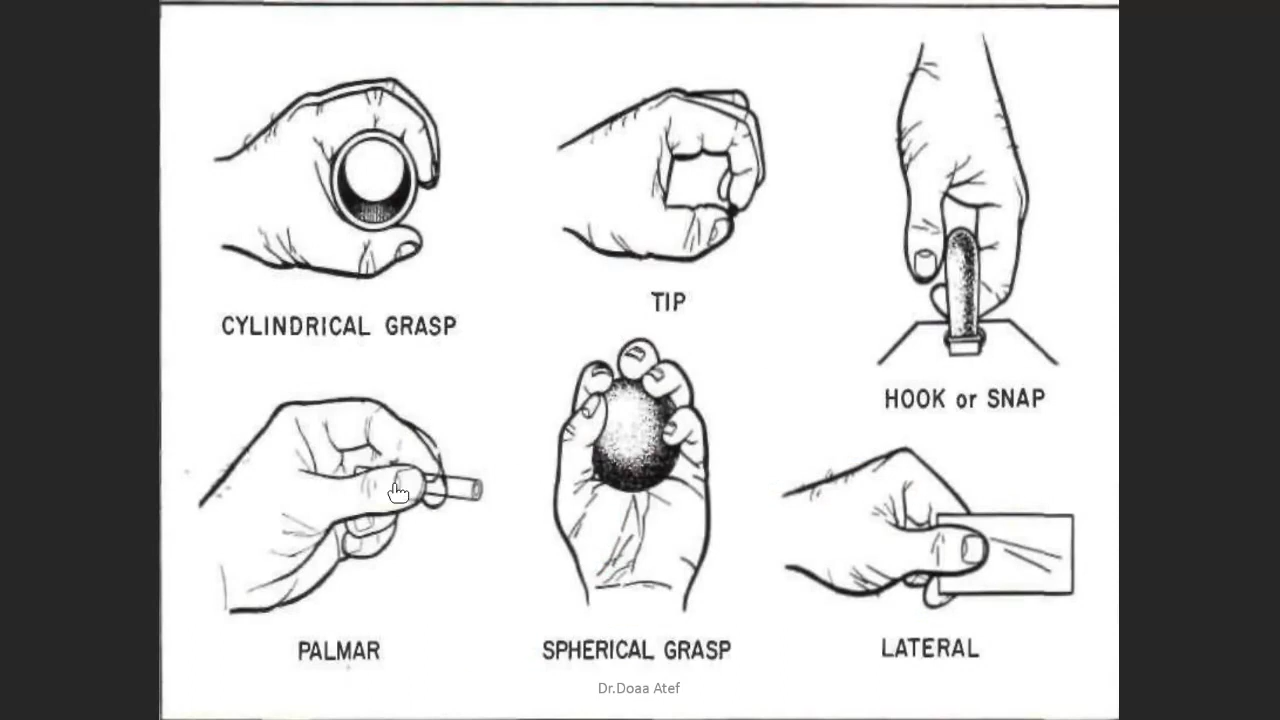 CYLINDRICAL GRASP
TIP
HOOK or SNAP
PALMAR
SPHERICAL GRASP
LATERAL
Dr.Doaa Atef